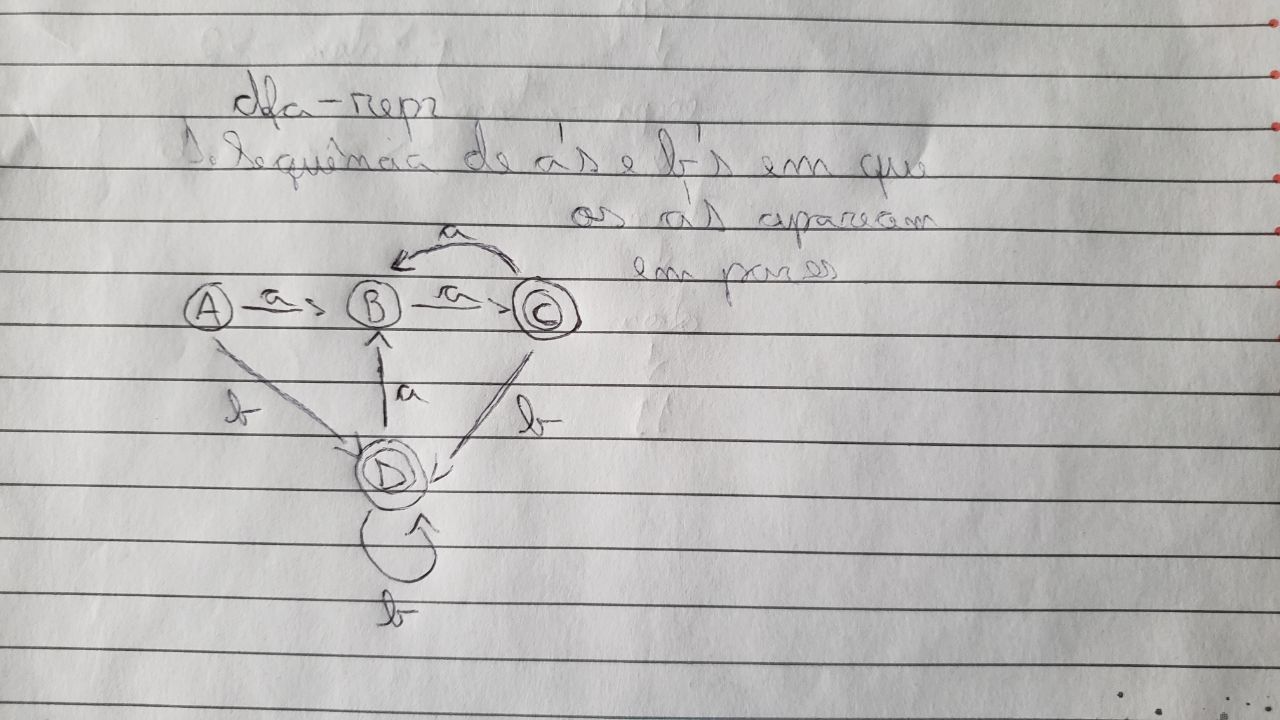 dfa-repr
1. Sequência de a's e b's em que
os a's apareçam
em pares
a
A a B a C
b a b
D
b